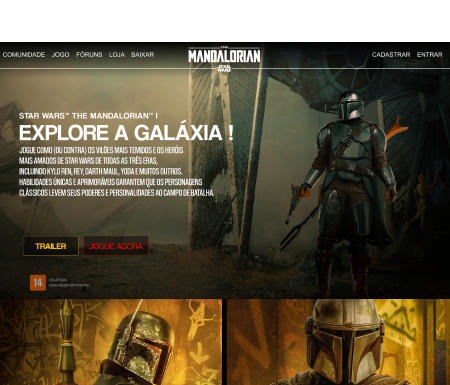 COMUNIDADE JOGO FÓRUNS LOJA BAIXAR
THE
MANDALORIAN
STAR
WARS
CADASTRAR ENTRAR
STAR WARS™ THE MANDALORIAN™ I
EXPLORE A GALÁXIA !
JOGUE COMO (OU CONTRA) OS VILÕES MAIS TEMIDOS E OS HERÓIS
MAIS AMADOS DE STAR WARS DE TODAS AS TRÊS ERAS,
INCLUINDO KYLO REN, REY, DARTH MAUL, YODA E MUITOS OUTROS.
HABILIDADES ÚNICAS E APRIMORÁVEIS GARANTEM QUE OS PERSONAGENS
CLÁSSICOS LEVEM SEUS PODERES E PERSONALIDADES AO CAMPO DE BATALHA.
TRAILER JOGUE AGORA
14